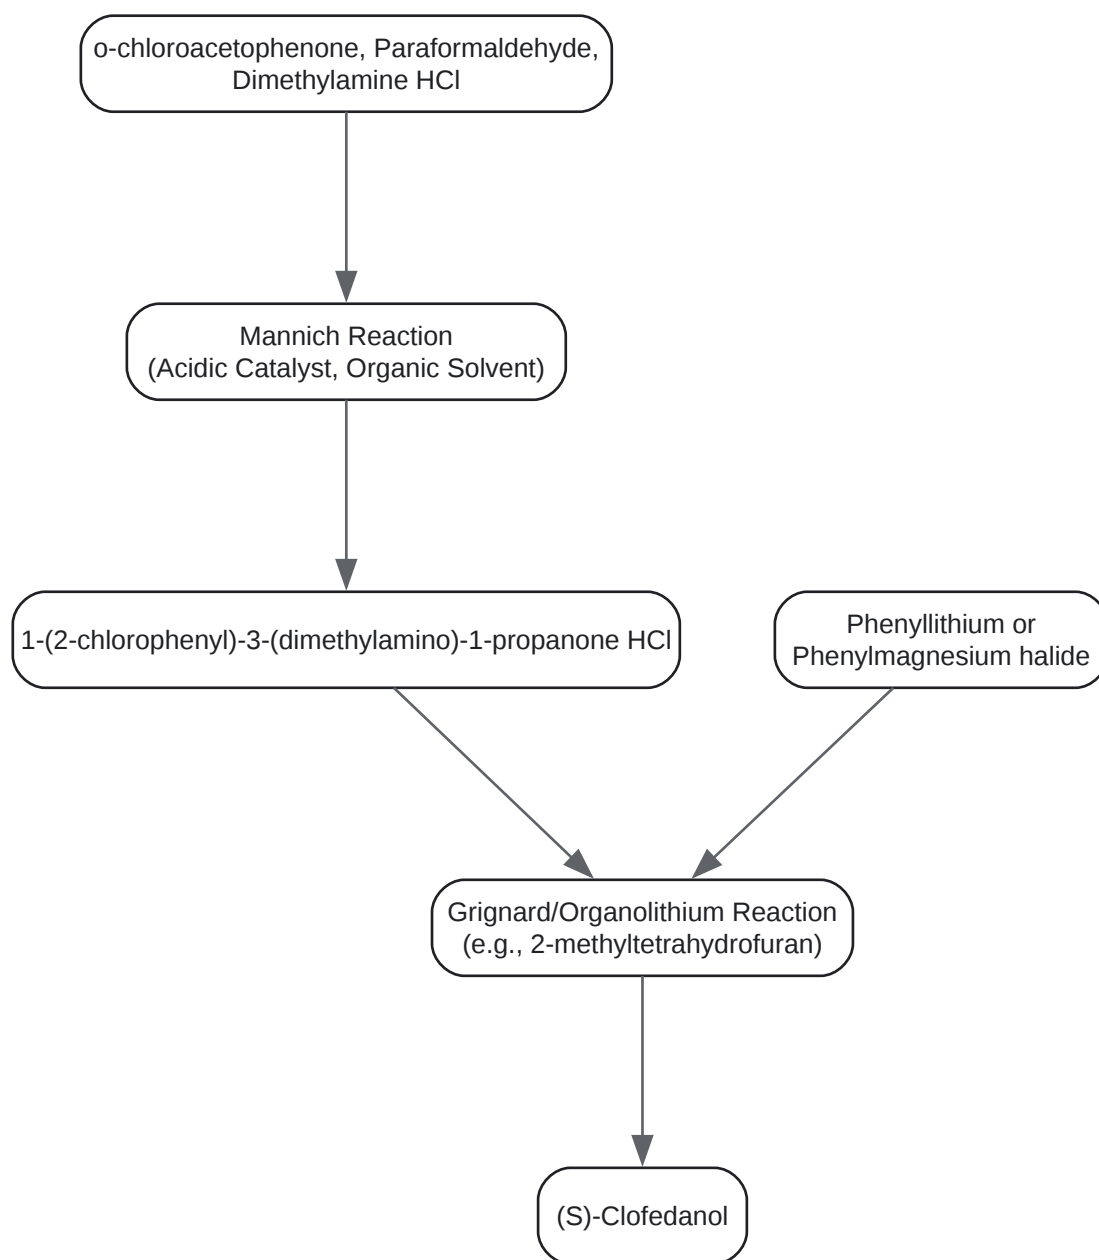 o-chloroacetophenone, Paraformaldehyde,
Dimethylamine HCl
Mannich Reaction
(Acidic Catalyst, Organic Solvent)
1-(2-chlorophenyl)-3-(dimethylamino)-1-propanone HCl
Phenyllithium or
Phenylmagnesium halide
Grignard/Organolithium Reaction
(e.g., 2-methyltetrahydrofuran)
(S)-Clofedanol